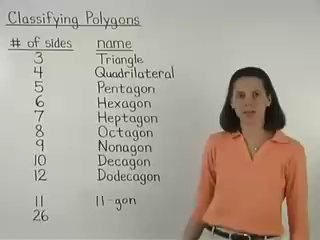 Classifying Polygons
# of sides name
3 Triangle
4 Quadrilateral
5 Pentagon
6 Hexagon
7 Heptagon
8 Octagon
9 Nonagon
10 Decagon
12 Dodecagon
11 11-gon
26